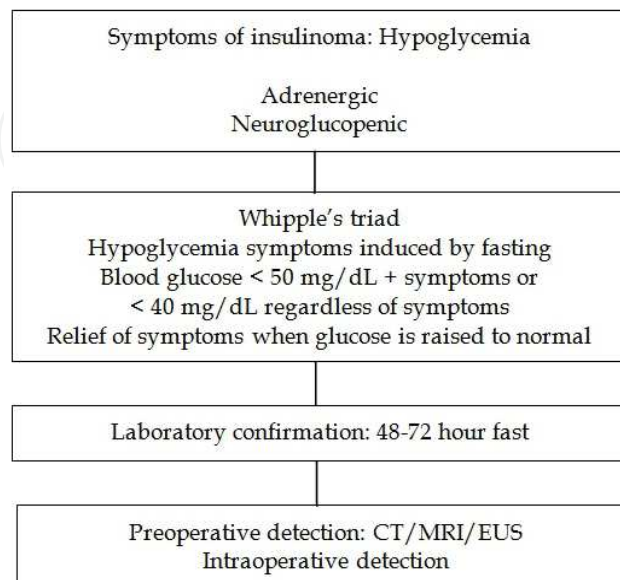 Symptoms of insulinoma: Hypoglycemia
Adrenergic
Neuroglucopenic
Whipple's triad
Hypoglycemia symptoms induced by fasting
Blood glucose < 50 mg/dL + symptoms or
< 40 mg/dL regardless of symptoms
Relief of symptoms when glucose is raised to normal
Laboratory confirmation: 48-72 hour fast
Preoperative detection: CT/MRI/EUS
Intraoperative detection